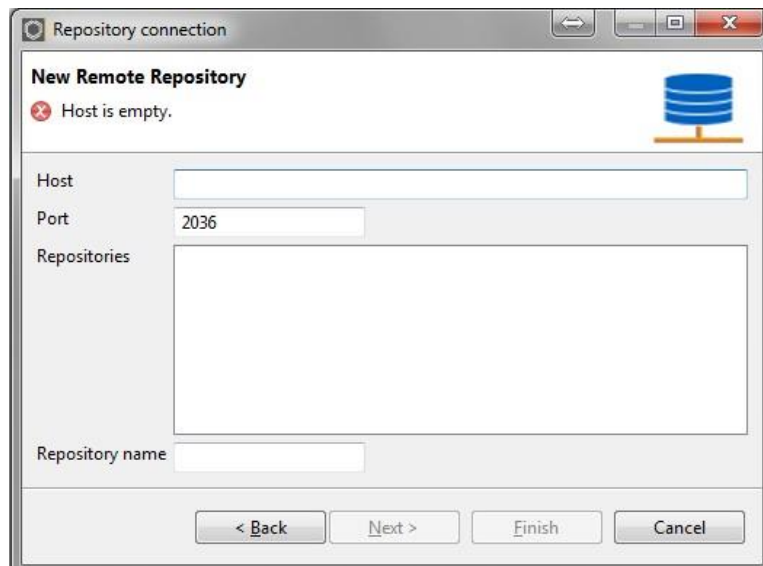 Repository connection
New Remote Repository
Host is empty.
Host
Port 2036
Repositories
Repository name
< Back Next > Finish Cancel